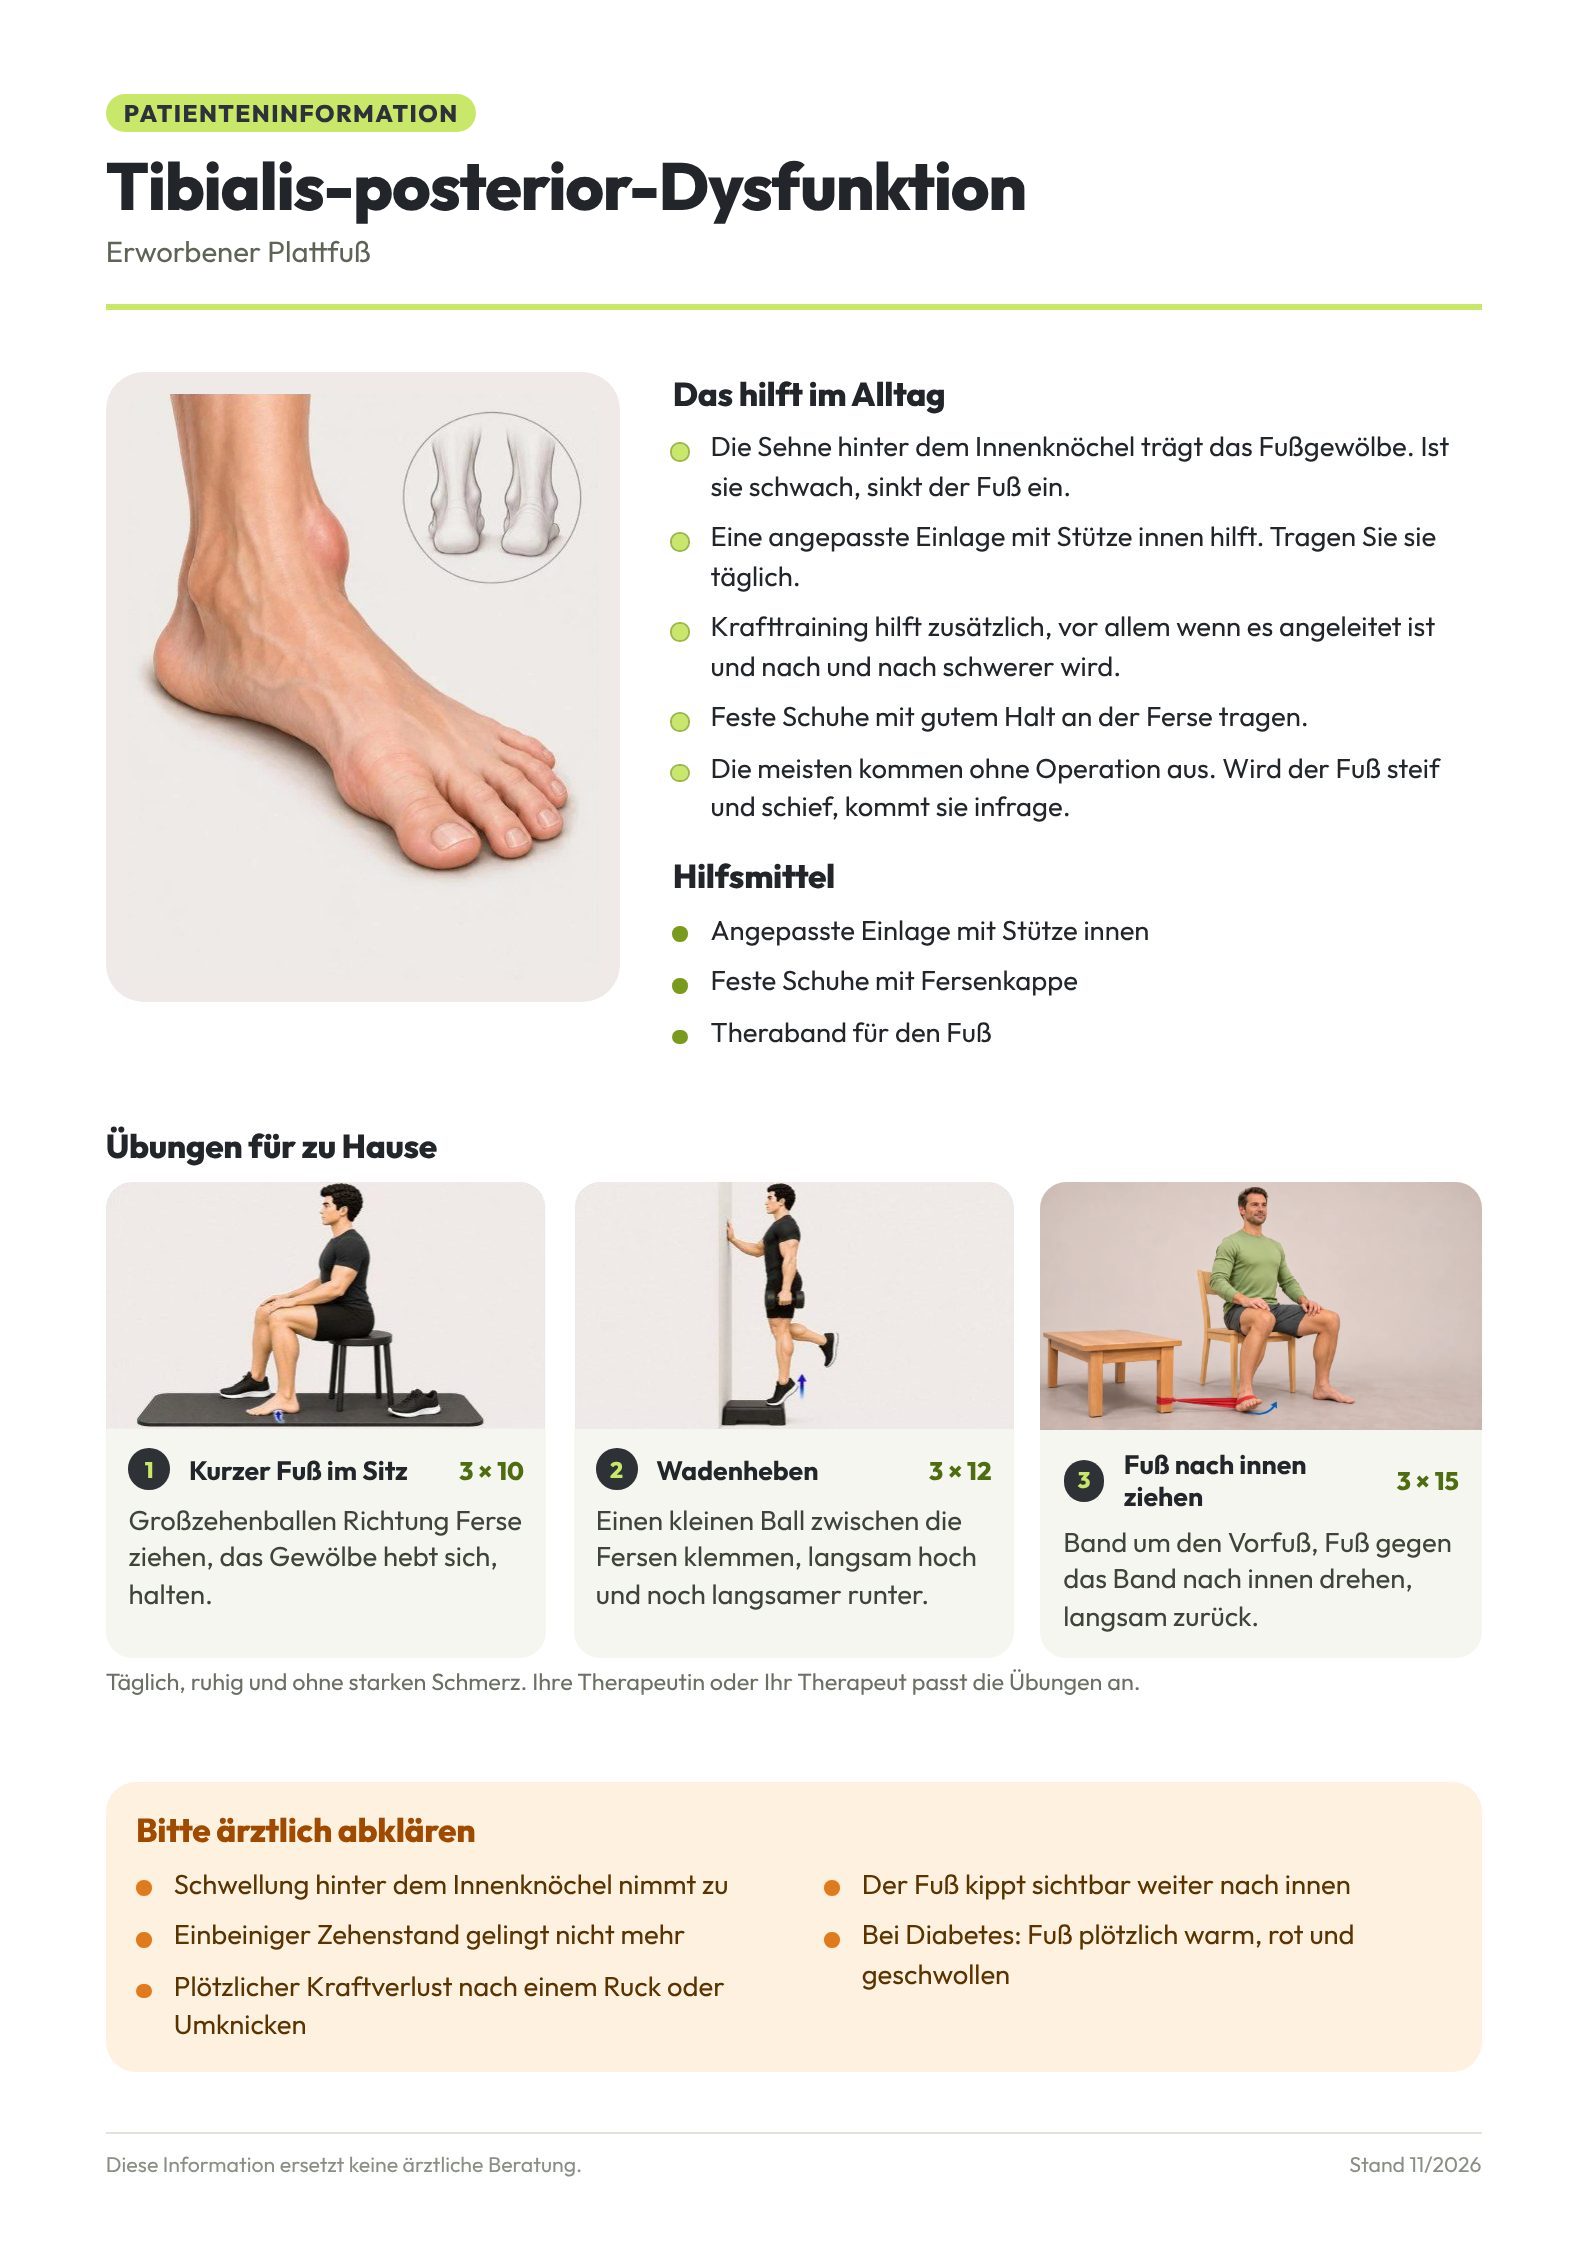 PATIENTENINFORMATION
Tibialis-posterior-Dysfunktion
Erworbener Plattfuß
Das hilft im Alltag
Die Sehne hinter dem Innenknöchel trägt das Fußgewölbe. Ist
sie schwach, sinkt der Fuß ein.
Eine angepasste Einlage mit Stütze innen hilft. Tragen Sie sie
täglich.
Krafttraining hilft zusätzlich, vor allem wenn es angeleitet ist
und nach und nach schwerer wird.
Feste Schuhe mit gutem Halt an der Ferse tragen.
Die meisten kommen ohne Operation aus. Wird der Fuß steif
und schief, kommt sie infrage.
Hilfsmittel
Angepasste Einlage mit Stütze innen
Feste Schuhe mit Fersenkappe
Theraband für den Fuß
Übungen für zu Hause
1 Kurzer Fuß im Sitz 3 × 10
Großzehenballen Richtung Ferse
ziehen, das Gewölbe hebt sich,
halten.
2 Wadenheben 3 × 12
Einen kleinen Ball zwischen die
Fersen klemmen, langsam hoch
und noch langsamer runter.
3 Fuß nach innen
ziehen 3 × 15
Band um den Vorfuß, Fuß gegen
das Band nach innen drehen,
langsam zurück.
Täglich, ruhig und ohne starken Schmerz. Ihre Therapeutin oder Ihr Therapeut passt die Übungen an.
Bitte ärztlich abklären
Schwellung hinter dem Innenknöchel nimmt zu
Einbeiniger Zehenstand gelingt nicht mehr
Plötzlicher Kraftverlust nach einem Ruck oder
Umknicken
Der Fuß kippt sichtbar weiter nach innen
Bei Diabetes: Fuß plötzlich warm, rot und
geschwollen
Diese Information ersetzt keine ärztliche Beratung.
Stand 11/2026